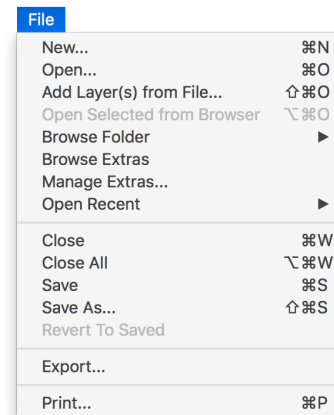 File
New... ⌘N
Open... ⌘O
Add Layer(s) from File... ⇧⌘O
Open Selected from Browser ⌥⌘O
Browse Folder ▶
Browse Extras
Manage Extras...
Open Recent ▶
Close ⌘W
Close All ⌥⌘W
Save ⌘S
Save As... ⇧⌘S
Revert To Saved
Export...
Print... ⌘P